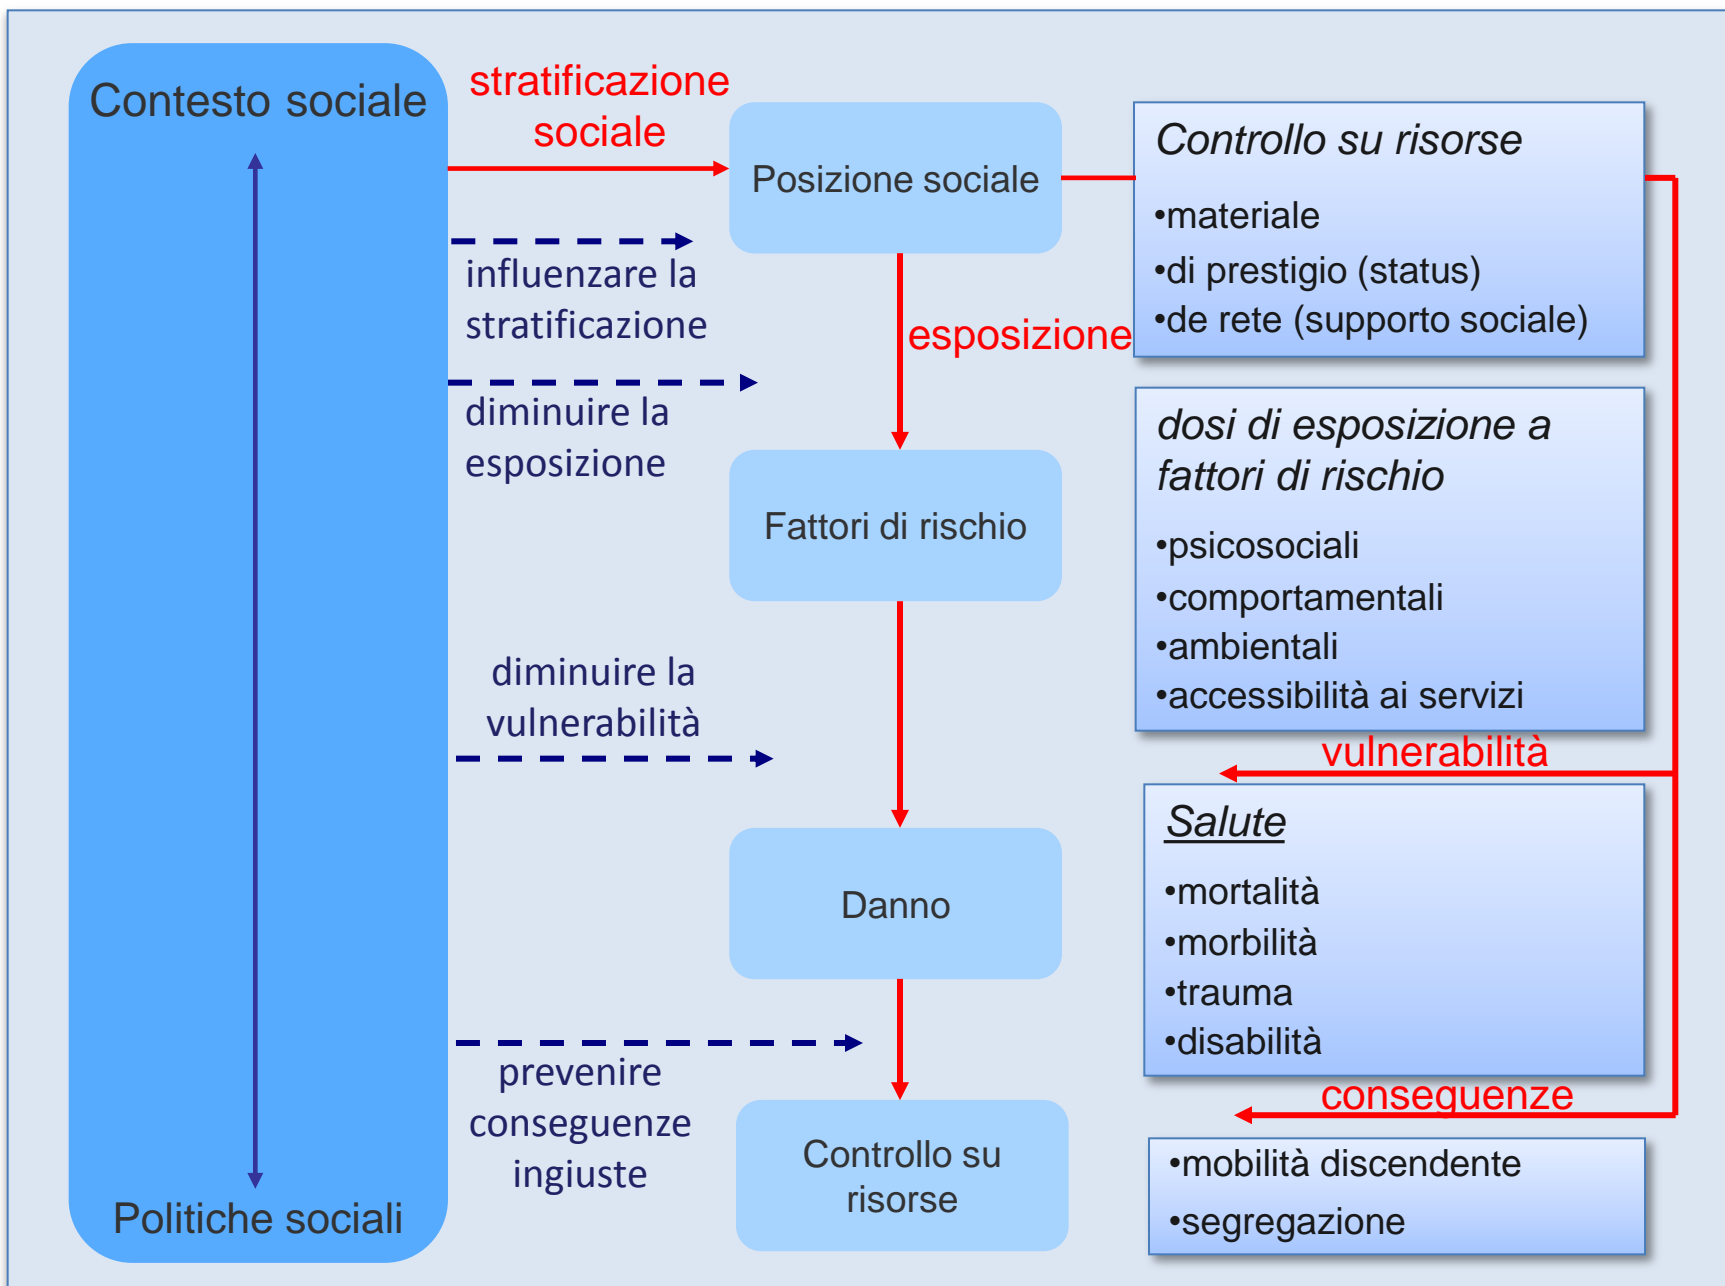 Contesto sociale
Politiche sociali
stratificazione
sociale
influenzare la
stratificazione
diminuire la
esposizione
diminuire la
vulnerabilità
prevenire
conseguenze
ingiuste
Posizione sociale
esposizione
Fattori di rischio
Danno
Controllo su
risorse
Controllo su risorse
•materiale
•di prestigio (status)
•de rete (supporto sociale)
dosi di esposizione a
fattori di rischio
•psicosociali
•comportamentali
•ambientali
•accessibilità ai servizi
vulnerabilità
Salute
•mortalità
•morbilità
•trauma
•disabilità
conseguenze
•mobilità discendente
•segregazione